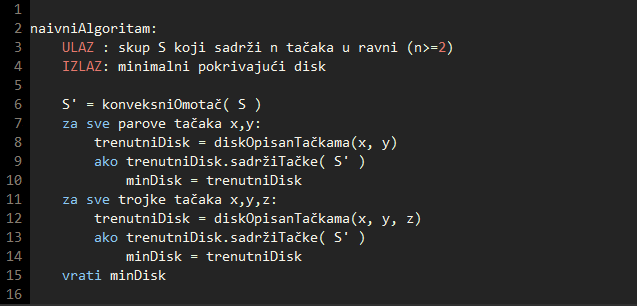 1
2 naivniAlgoritam:
3     ULAZ : skup S koji sadrži n tačaka u ravni (n>=2)
4     IZLAZ: minimalni pokrivajući disk
5
6     S' = konveksniOmotač( S )
7     za sve parove tačaka x,y:
8         trenutniDisk = diskOpisanTačkama(x, y)
9         ako trenutniDisk.sadržiTačke( S' )
10             minDisk = trenutniDisk
11     za sve trojke tačaka x,y,z:
12         trenutniDisk = diskOpisanTačkama(x, y, z)
13         ako trenutniDisk.sadržiTačke( S' )
14             minDisk = trenutniDisk
15     vrati minDisk
16